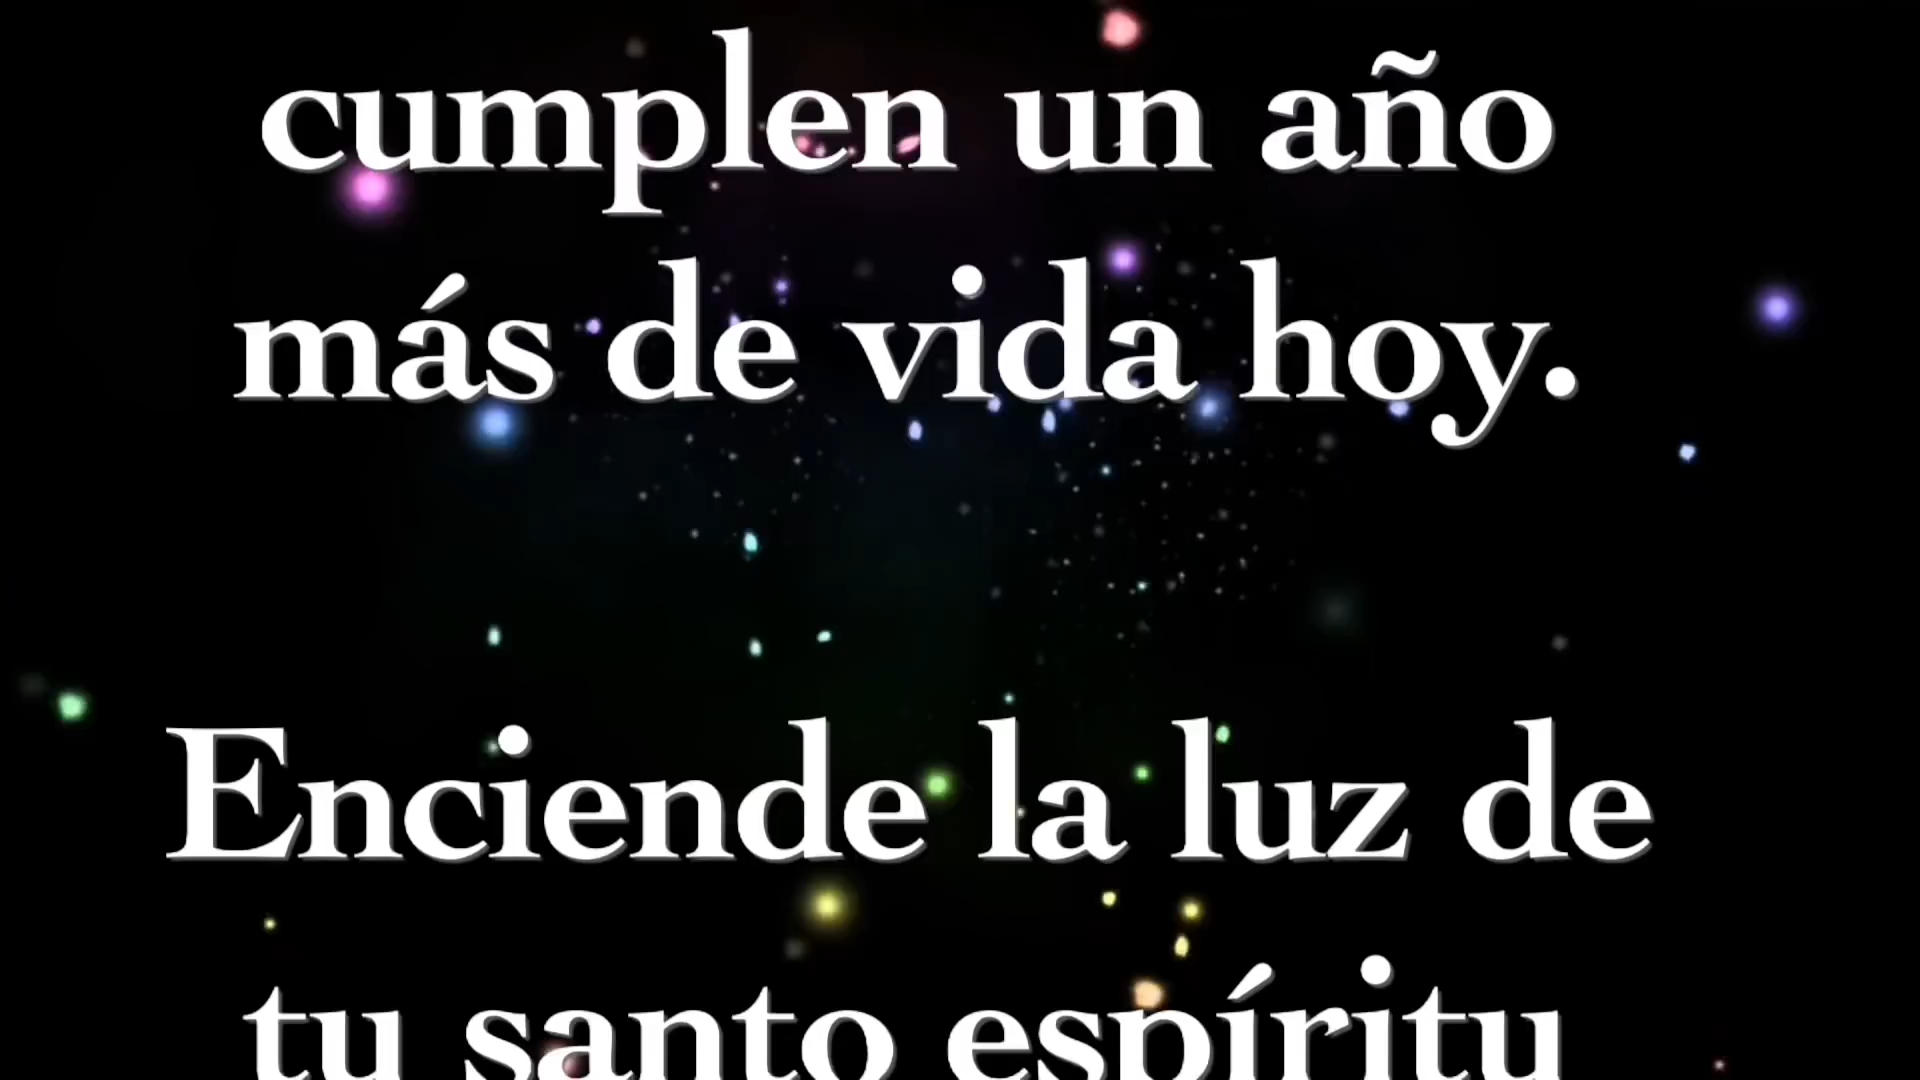 cumplen un año
más de vida hoy.
Enciende la luz de
tu santo espíritu